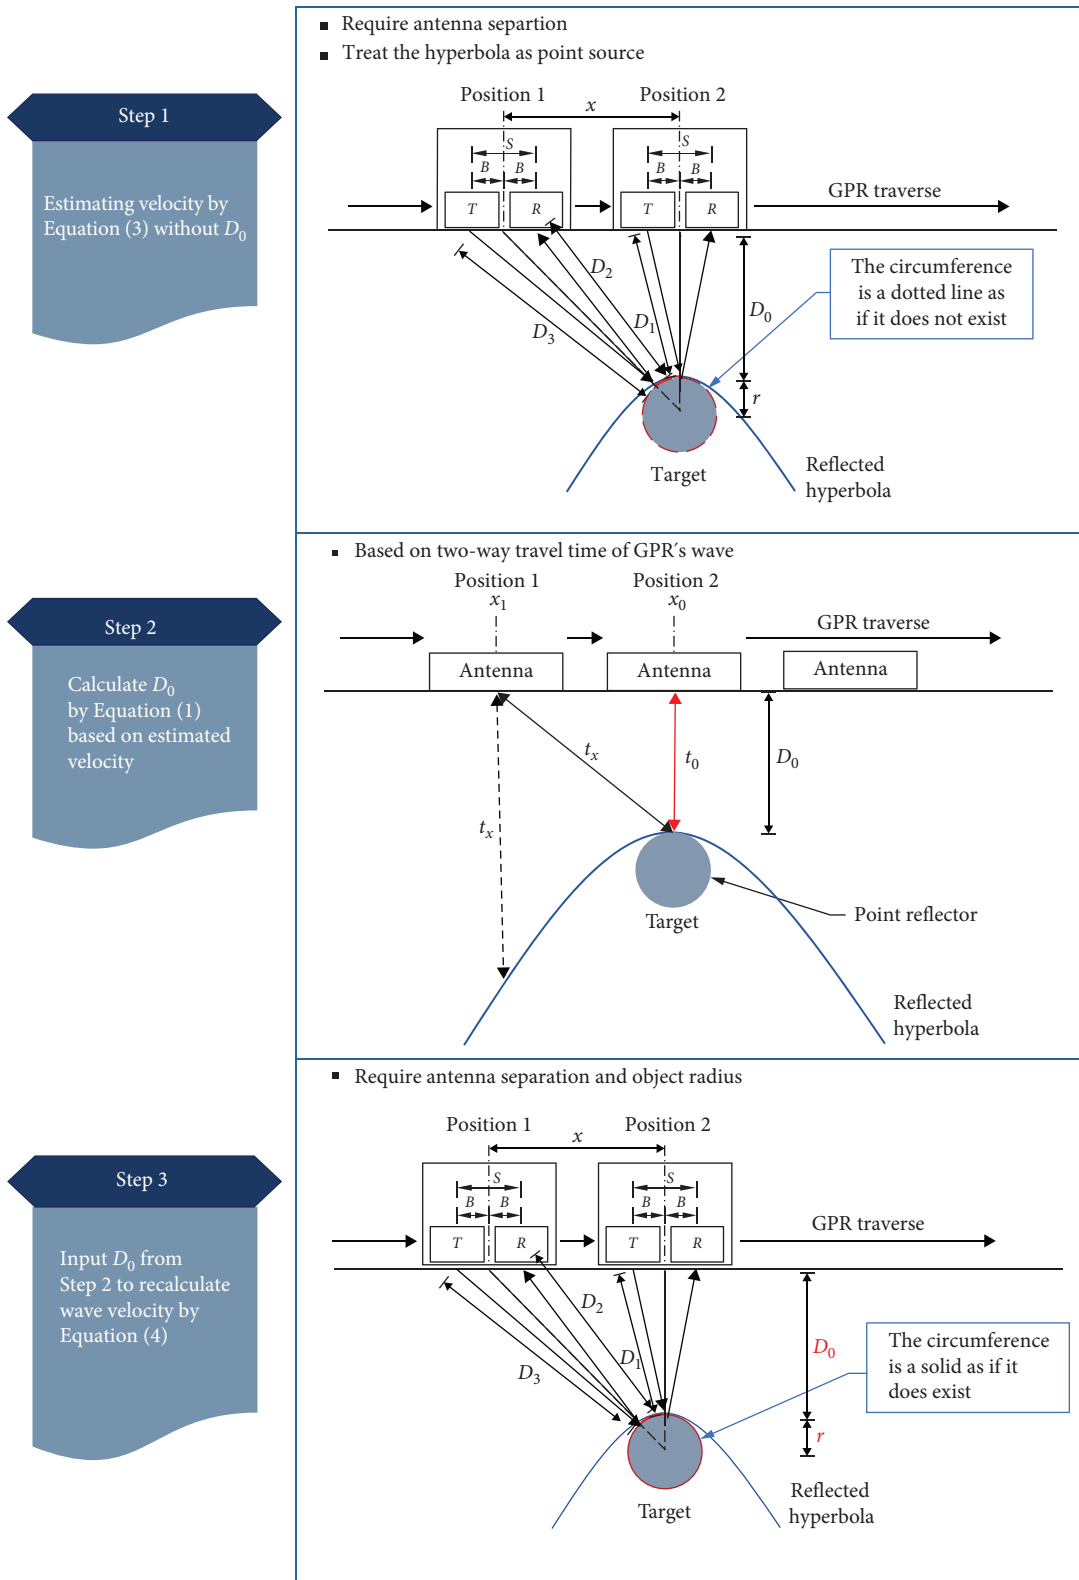 Step 1
Estimating velocity by
Equation (3) without D0
▪ Require antenna separtion
▪ Treat the hyperbola as point source
Position 1
Position 2
x
S
S
B
B
B
B
T
R
T
R
GPR traverse
D2
D1
D3
D0
r
The circumference
is a dotted line as
if it does not exist
Target
Reflected
hyperbola
Step 2
Calculate D0
by Equation (1)
based on estimated
velocity
▪ Based on two-way travel time of GPR′s wave
Position 1
x1
Position 2
x0
GPR traverse
Antenna
Antenna
Antenna
tx
t0
D0
tx
Target
Point reflector
Reflected
hyperbola
Step 3
Input D0 from
Step 2 to recalculate
wave velocity by
Equation (4)
▪ Require antenna separation and object radius
Position 1
Position 2
x
S
S
B
B
B
B
T
R
T
R
GPR traverse
D2
D1
D3
D0
r
The circumference
is a solid as if it
does exist
Target
Reflected
hyperbola